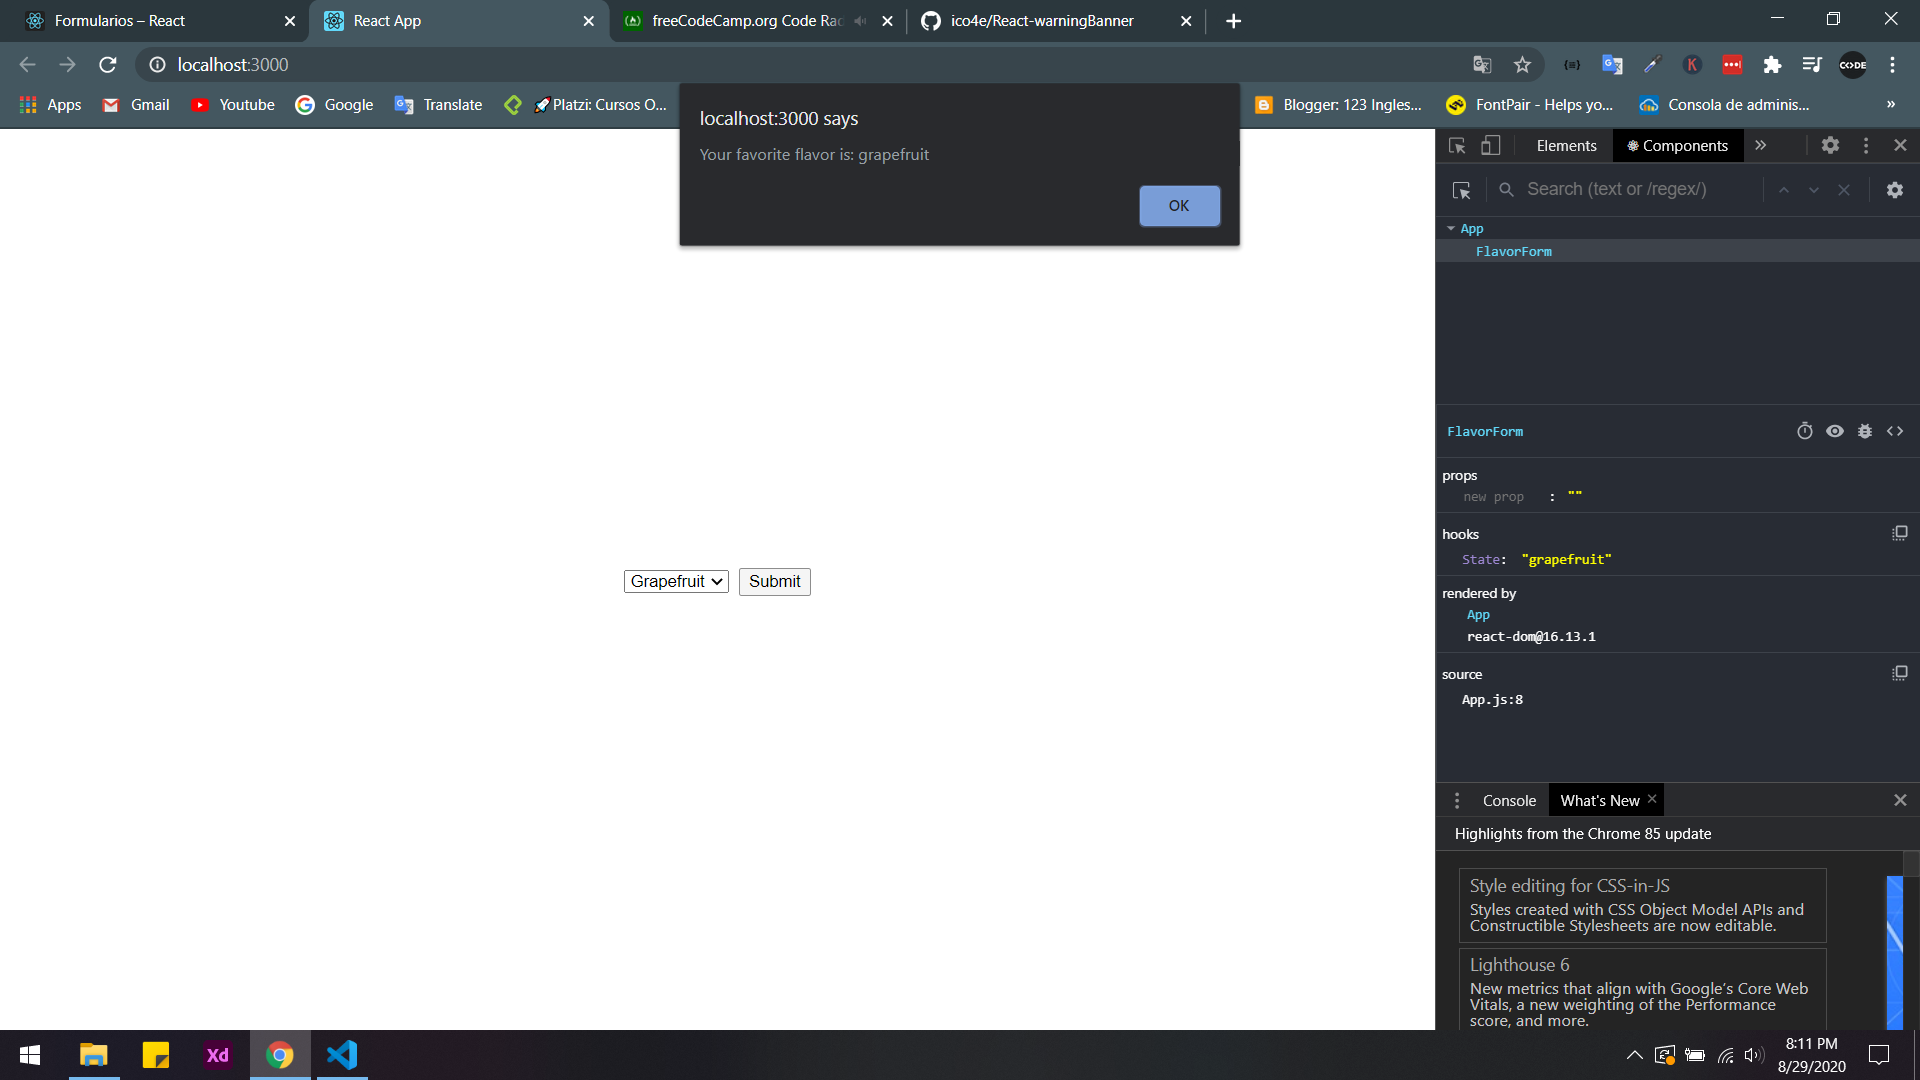 Formularios – React
React App
freeCodeCamp.org Code Rac
ico4e/React-warningBanner
localhost:3000
Apps
Gmail
Youtube
Google
Translate
Platzi: Cursos O...
Blogger: 123 Ingles...
FontPair - Helps yo...
Consola de adminis...
»
localhost:3000 says
Your favorite flavor is: grapefruit
OK
Elements
Components
»
Search (text or /regex/)
App
FlavorForm
FlavorForm
props
new prop : ""
hooks
State: "grapefruit"
rendered by
App
react-dom@16.13.1
source
App.js:8
Grapefruit
Submit
Console
What's New
Highlights from the Chrome 85 update
Style editing for CSS-in-JS
Styles created with CSS Object Model APIs and
Constructible Stylesheets are now editable.
Lighthouse 6
New metrics that align with Google's Core Web
Vitals, a new weighting of the Performance
score, and more.
Xd
8:11 PM
8/29/2020